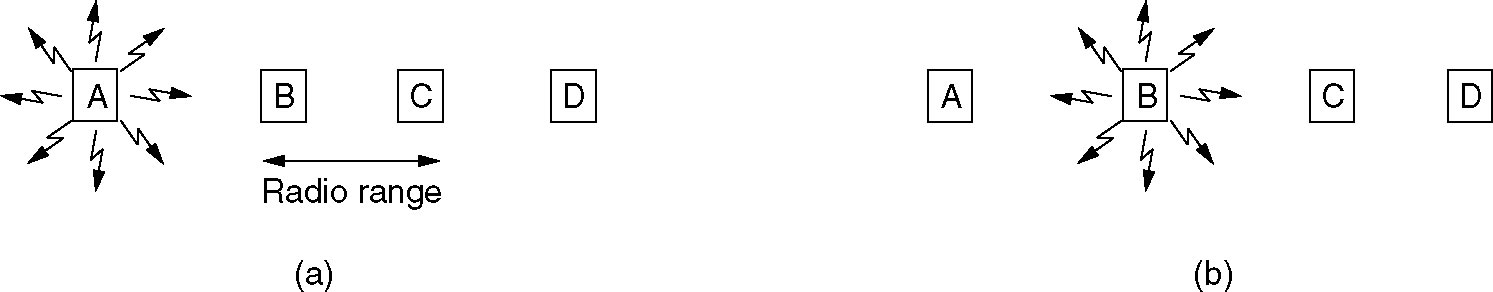 A B C D A B C D
Radio range
(a) (b)